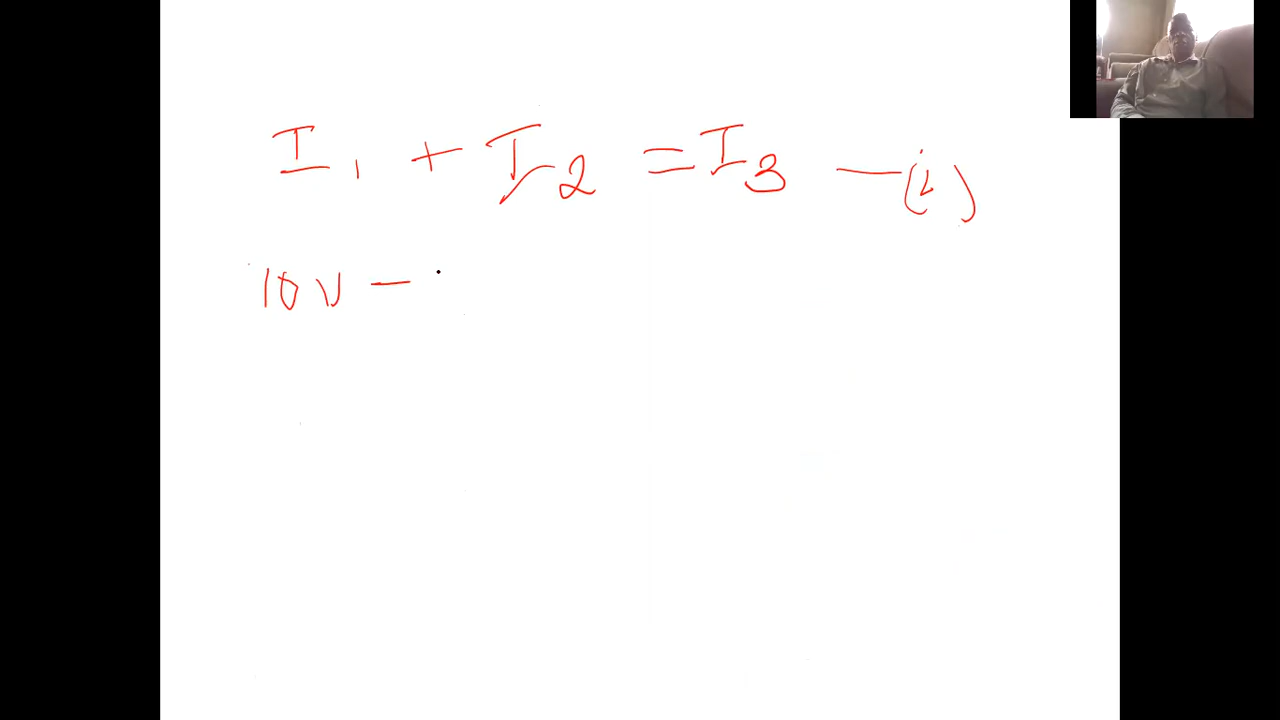 I₁ + I₂ = I₃ —(i)
10V —